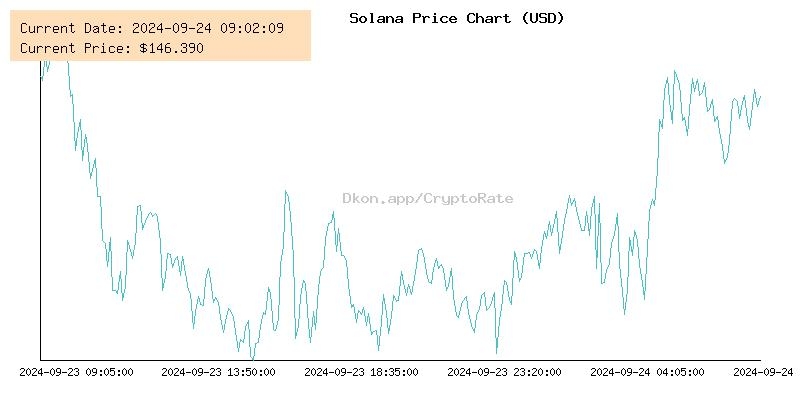 Solana Price Chart (USD)
Current Date: 2024-09-24 09:02:09
Current Price: $146.390
Dkon.app/CryptoRate
2024-09-23 09:05:00 2024-09-23 13:50:00 2024-09-23 18:35:00 2024-09-23 23:20:00 2024-09-24 04:05:00 2024-09-24